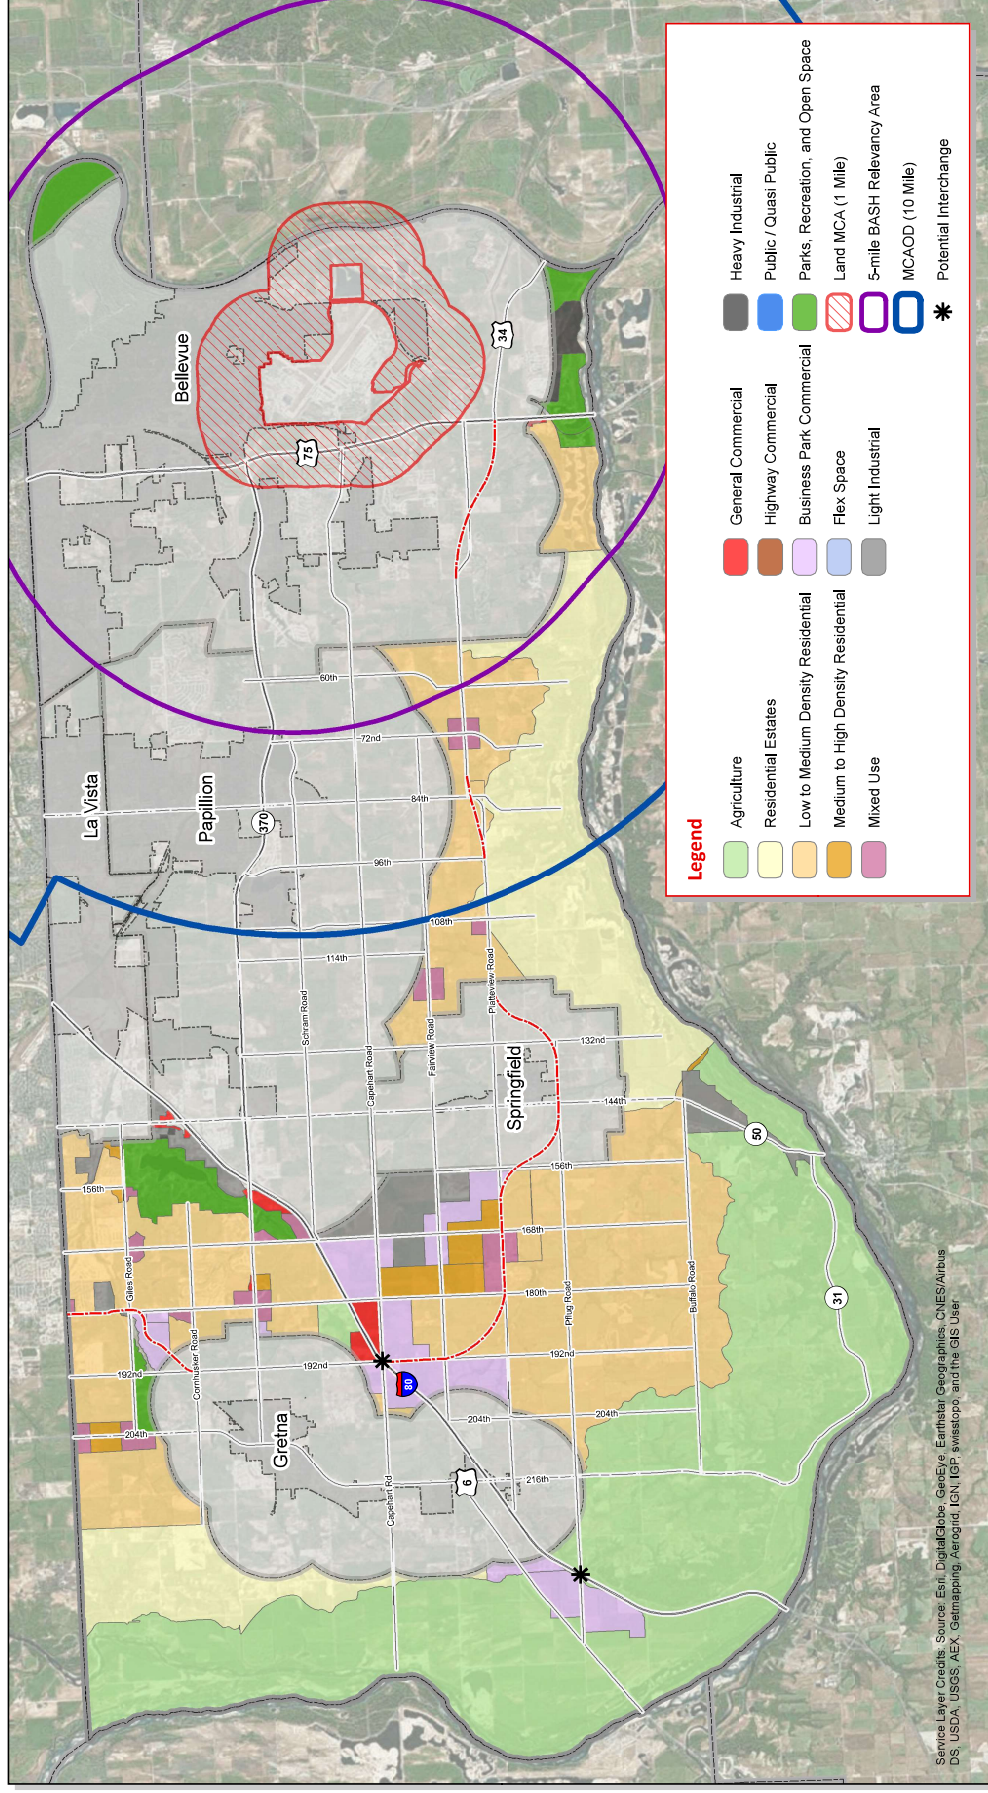 La Vista
Papillion
Bellevue
Gretna
Springfield
75
34
370
80
6
50
31
60th
72nd
84th
96th
108th
114th
132nd
144th
156th
156th
168th
180th
192nd
192nd
192nd
204th
204th
204th
216th
Giles Road
Cornhusker Road
Schram Road
Capehart Road
Capehart Rd
Fairview Road
Platteview Road
Pflug Road
Buffalo Road
Legend
Agriculture
Residential Estates
Low to Medium Density Residential
Medium to High Density Residential
Mixed Use
General Commercial
Highway Commercial
Business Park Commercial
Flex Space
Light Industrial
Heavy Industrial
Public / Quasi Public
Parks, Recreation, and Open Space
Land MCA (1 Mile)
5-mile BASH Relevancy Area
MCAOD (10 Mile)
Potential Interchange
Service Layer Credits: Source: Esri, DigitalGlobe, GeoEye, Earthstar Geographics, CNES/Airbus
DS, USDA, USGS, AEX, Getmapping, Aerogrid, IGN, IGP, swisstopo, and the GIS User